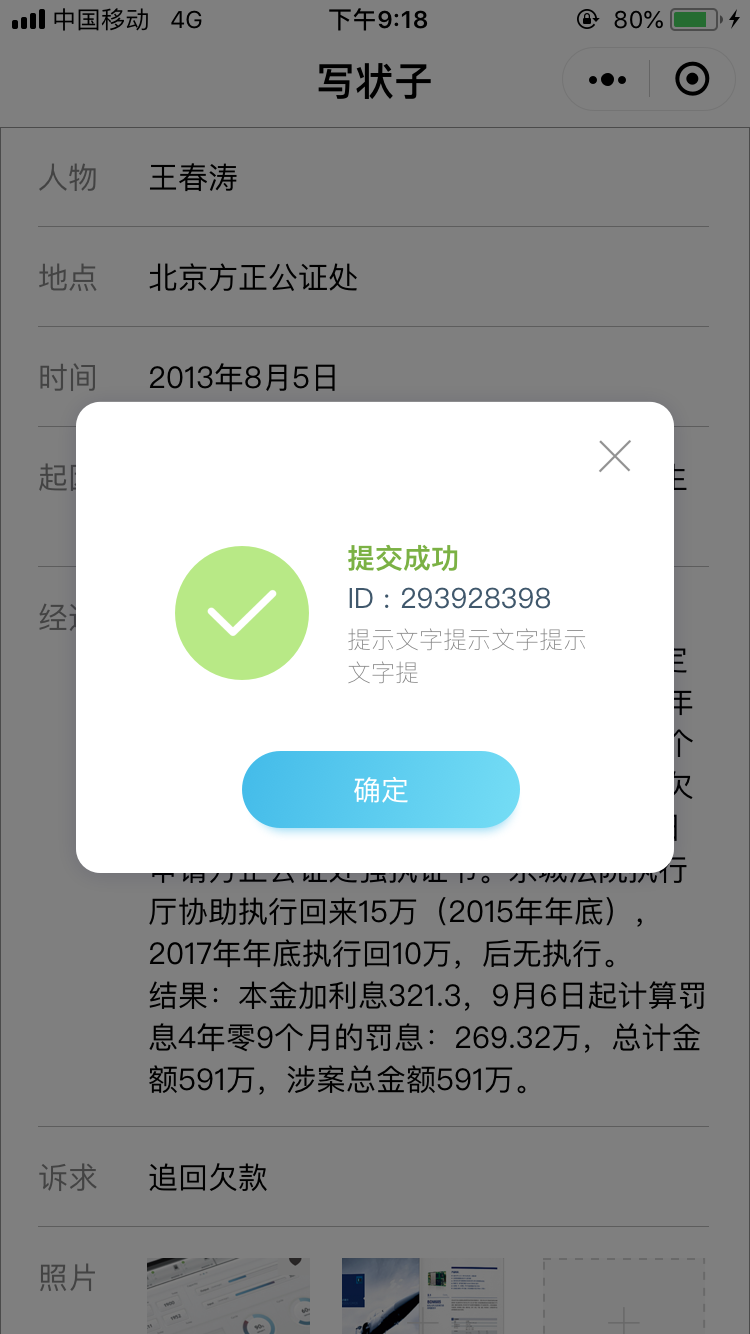 中国移动 4G 下午9:18 80%
写状子
人物 王春涛
地点 北京方正公证处
时间 2013年8月5日
提交成功
ID：293928398
提示文字提示文字提示
文字提
确定
厅协助执行回来15万（2015年年底），
2017年年底执行回10万，后无执行。
结果：本金加利息321.3，9月6日起计算罚
息4年零9个月的罚息：269.32万，总计金
额591万，涉案总金额591万。
诉求 追回欠款
照片